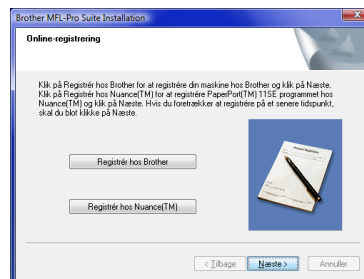 Brother MFL-Pro Suite Installation
Online-registrering
Klik på Registrér hos Brother for at registrére din maskine hos Brother og klik på Næste.
Klik på Registrér hos Nuance(TM) for at registrére PaperPort(TM) 11SE programmet hos
Nuance(TM) og klik på Næste. Hvis du foretrækker at registrére på et senere tidspunkt,
skal du blot klikke på Næste.
Registrér hos Brother
Registrér hos Nuance(TM)
< Tilbage
Næste >
Annuller